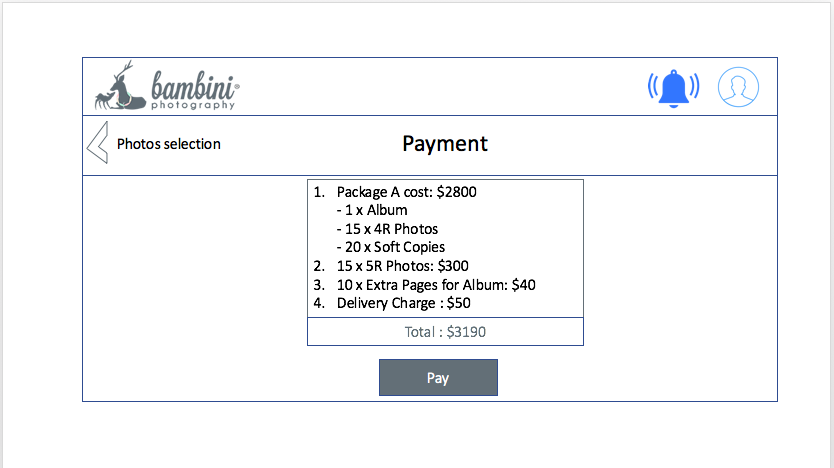 bambini
photography
Photos selection
Payment
1. Package A cost: $2800
- 1 x Album
- 15 x 4R Photos
- 20 x Soft Copies
2. 15 x 5R Photos: $300
3. 10 x Extra Pages for Album: $40
4. Delivery Charge : $50
Total : $3190
Pay